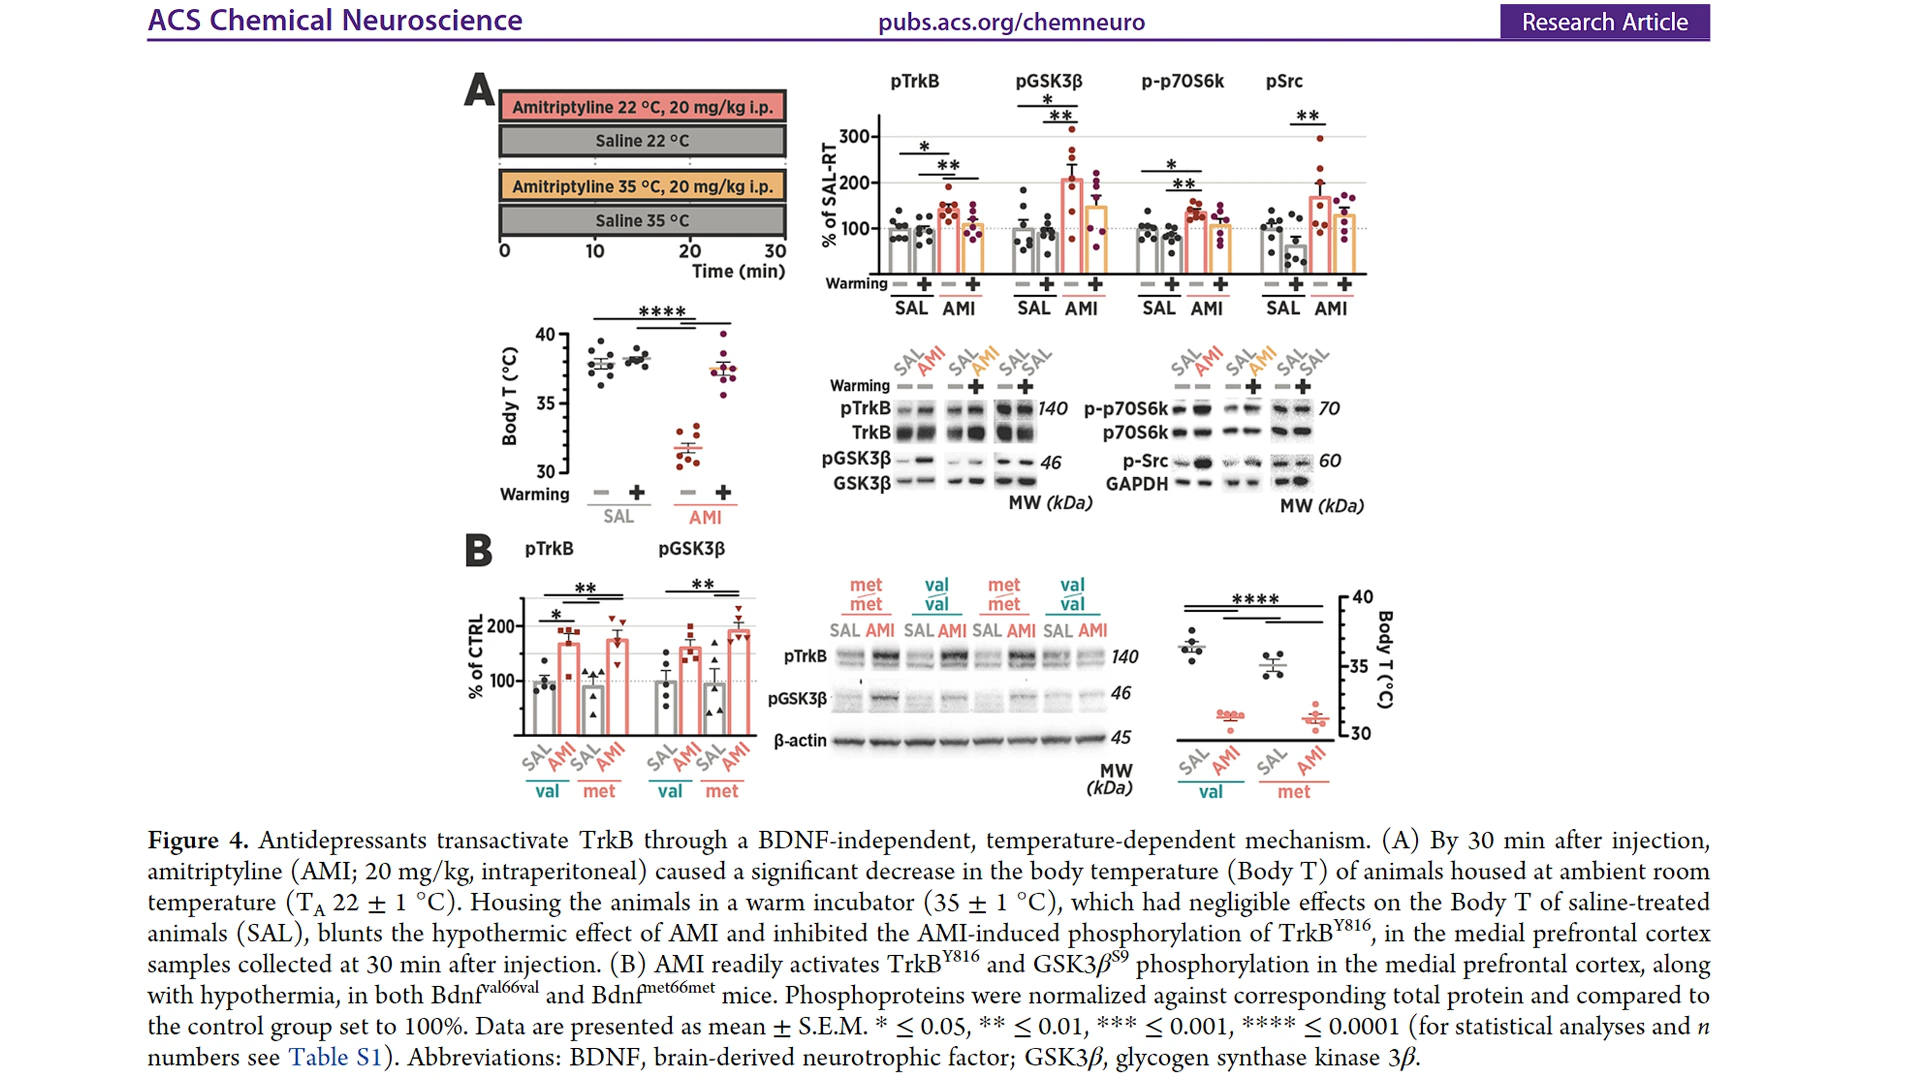 ACS Chemical Neuroscience
pubs.acs.org/chemneuro
Research Article
A
Amitriptyline 22 °C, 20 mg/kg i.p.
Saline 22 °C
Amitriptyline 35 °C, 20 mg/kg i.p.
Saline 35 °C
0 10 20 30
Time (min)
pTrkB pGSK3β p-p70S6k pSrc
% of SAL-RT
300
200
100
* ** * ** * ** **
Warming − + − + − + − + − + − + − + − +
SAL AMI SAL AMI SAL AMI SAL AMI
****
Body T (°C)
40
35
30
Warming − + − +
SAL AMI
SAL AMI SAL AMI SAL SAL
Warming − − − + − +
pTrkB 140
TrkB
pGSK3β 46
GSK3β
MW (kDa)
SAL AMI SAL AMI SAL SAL
− − − + − +
p-p70S6k 70
p70S6k
p-Src 60
GAPDH
MW (kDa)
B
pTrkB pGSK3β
% of CTRL
200
100
* ** **
SAL AMI SAL AMI SAL AMI SAL AMI
val met val met
met/met val/val met/met val/val
SAL AMI SAL AMI SAL AMI SAL AMI
pTrkB 140
pGSK3β 46
β-actin 45
MW
(kDa)
****
40
35
30
Body T (°C)
SAL AMI SAL AMI
val met
Figure 4. Antidepressants transactivate TrkB through a BDNF-independent, temperature-dependent mechanism. (A) By 30 min after injection,
amitriptyline (AMI; 20 mg/kg, intraperitoneal) caused a significant decrease in the body temperature (Body T) of animals housed at ambient room
temperature (TA 22 ± 1 °C). Housing the animals in a warm incubator (35 ± 1 °C), which had negligible effects on the Body T of saline-treated
animals (SAL), blunts the hypothermic effect of AMI and inhibited the AMI-induced phosphorylation of TrkBY816, in the medial prefrontal cortex
samples collected at 30 min after injection. (B) AMI readily activates TrkBY816 and GSK3βS9 phosphorylation in the medial prefrontal cortex, along
with hypothermia, in both Bdnfval66val and Bdnfmet66met mice. Phosphoproteins were normalized against corresponding total protein and compared to
the control group set to 100%. Data are presented as mean ± S.E.M. * ≤ 0.05, ** ≤ 0.01, *** ≤ 0.001, **** ≤ 0.0001 (for statistical analyses and n
numbers see Table S1). Abbreviations: BDNF, brain-derived neurotrophic factor; GSK3β, glycogen synthase kinase 3β.